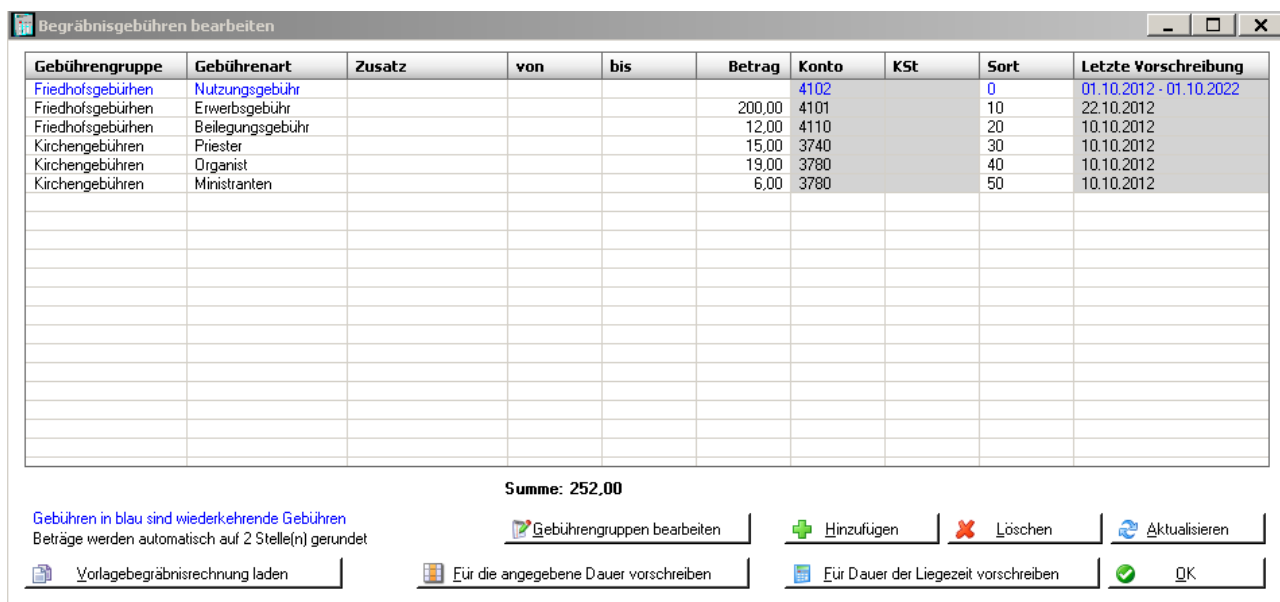 Begräbnisgebühren bearbeiten
Gebührengruppe Gebührenart Zusatz von bis Betrag Konto KSt Sort Letzte Vorschreibung
Friedhofsgebürhen Nutzungsgebühr 4102 0 01.10.2012 - 01.10.2022
Friedhofsgebürhen Erwerbsgebühr 200,00 4101 10 22.10.2012
Friedhofsgebürhen Beilegungsgebühr 12,00 4110 20 10.10.2012
Kirchengebühren Priester 15,00 3740 30 10.10.2012
Kirchengebühren Organist 19,00 3780 40 10.10.2012
Kirchengebühren Ministranten 6,00 3780 50 10.10.2012
Summe: 252,00
Gebühren in blau sind wiederkehrende Gebühren
Beträge werden automatisch auf 2 Stelle(n) gerundet
Gebührengruppen bearbeiten Hinzufügen Löschen Aktualisieren
Vorlagebegräbnisrechnung laden Für die angegebene Dauer vorschreiben Für Dauer der Liegezeit vorschreiben OK